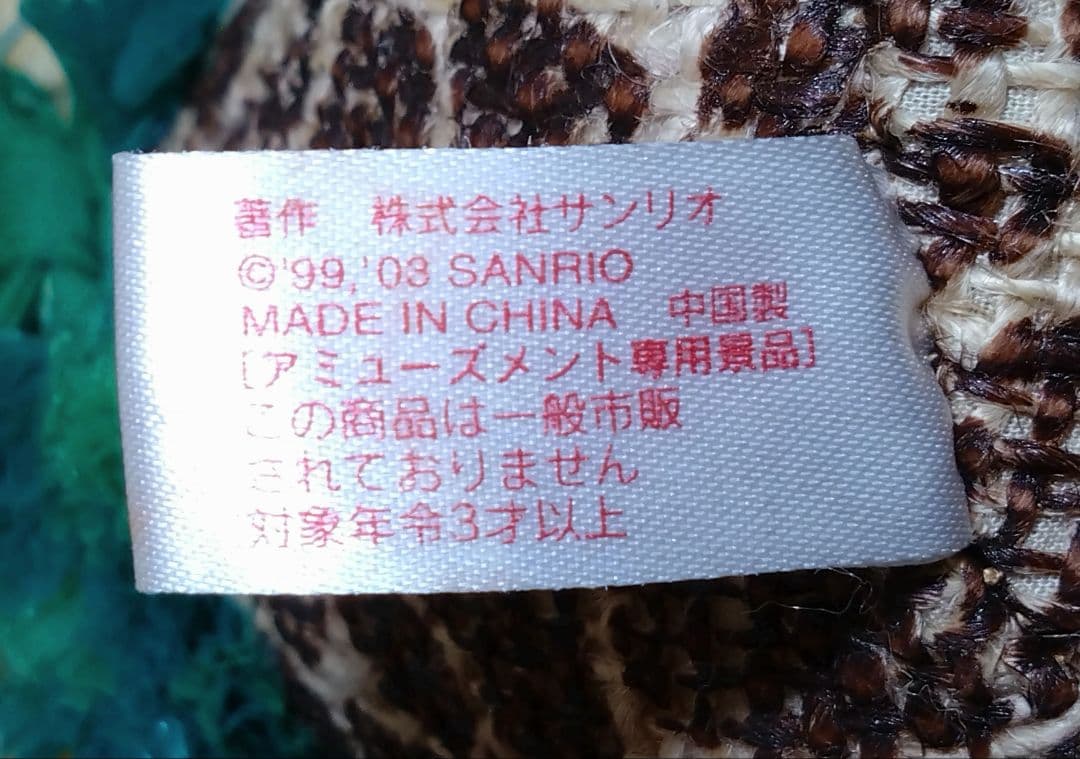 著作 株式会社サンリオ
©'99,'03 SANRIO
MADE IN CHINA 中国製
[アミューズメント専用景品]
この商品は一般市販
されておりません
対象年令3才以上